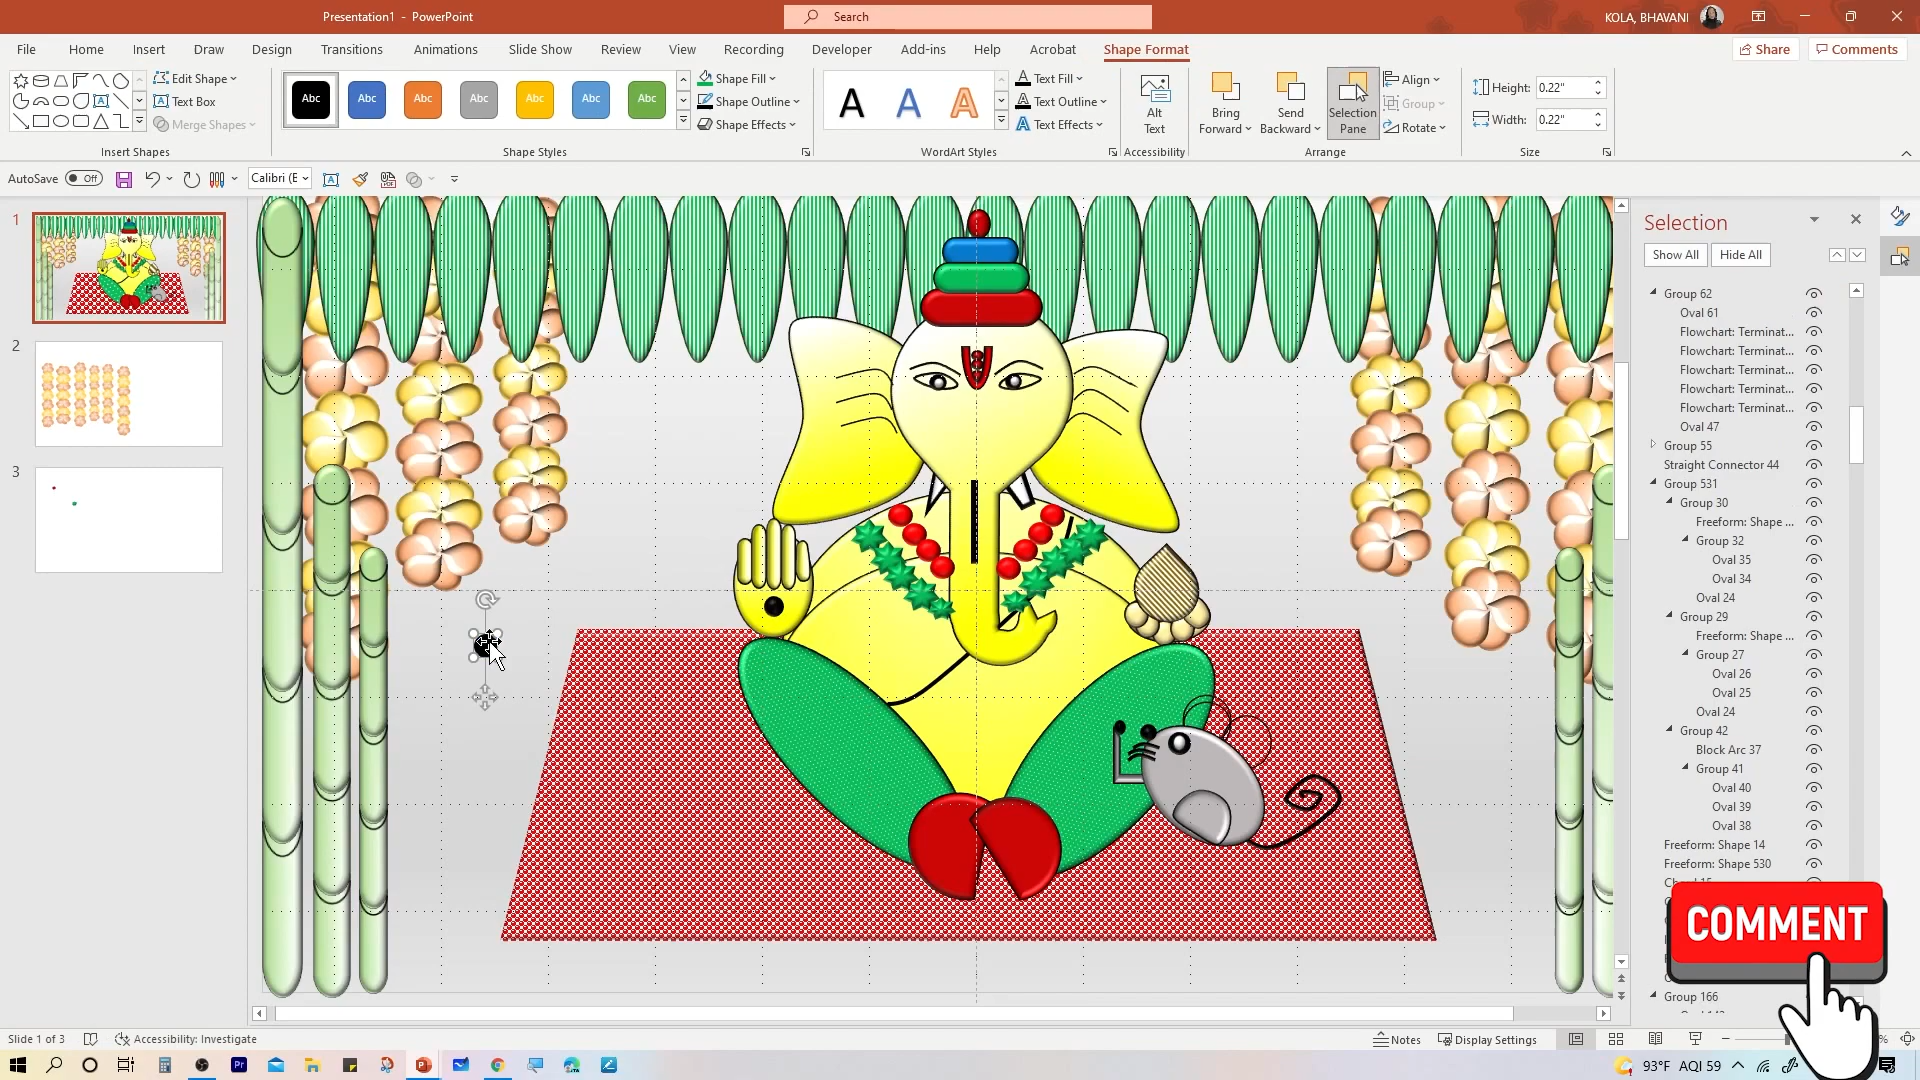 Presentation1 - PowerPoint
Search
KOLA, BHAVANI
File Home Insert Draw Design Transitions Animations Slide Show Review View Recording Developer Add-ins Help Acrobat Shape Format
Share Comments
Edit Shape
Text Box
Merge Shapes
Insert Shapes
Abc Abc Abc Abc Abc Abc Abc
Shape Fill
Shape Outline
Shape Effects
Shape Styles
A A A
Text Fill
Text Outline
Text Effects
WordArt Styles
Alt
Text
Accessibility
Bring
Forward
Send
Backward
Selection
Pane
Align
Group
Rotate
Arrange
Height: 0.22"
Width: 0.22"
Size
AutoSave Off
Calibri (E
1
2
3
Selection
Show All Hide All
Group 62
Oval 61
Flowchart: Terminat...
Flowchart: Terminat...
Flowchart: Terminat...
Flowchart: Terminat...
Flowchart: Terminat...
Oval 47
Group 55
Straight Connector 44
Group 531
Group 30
Freeform: Shape ...
Group 32
Oval 35
Oval 34
Oval 24
Group 29
Freeform: Shape ...
Group 27
Oval 26
Oval 25
Oval 24
Group 42
Block Arc 37
Group 41
Oval 40
Oval 39
Oval 38
Freeform: Shape 14
Freeform: Shape 530
Group 166
COMMENT
Slide 1 of 3
Accessibility: Investigate
Notes
Display Settings
93°F AQI 59